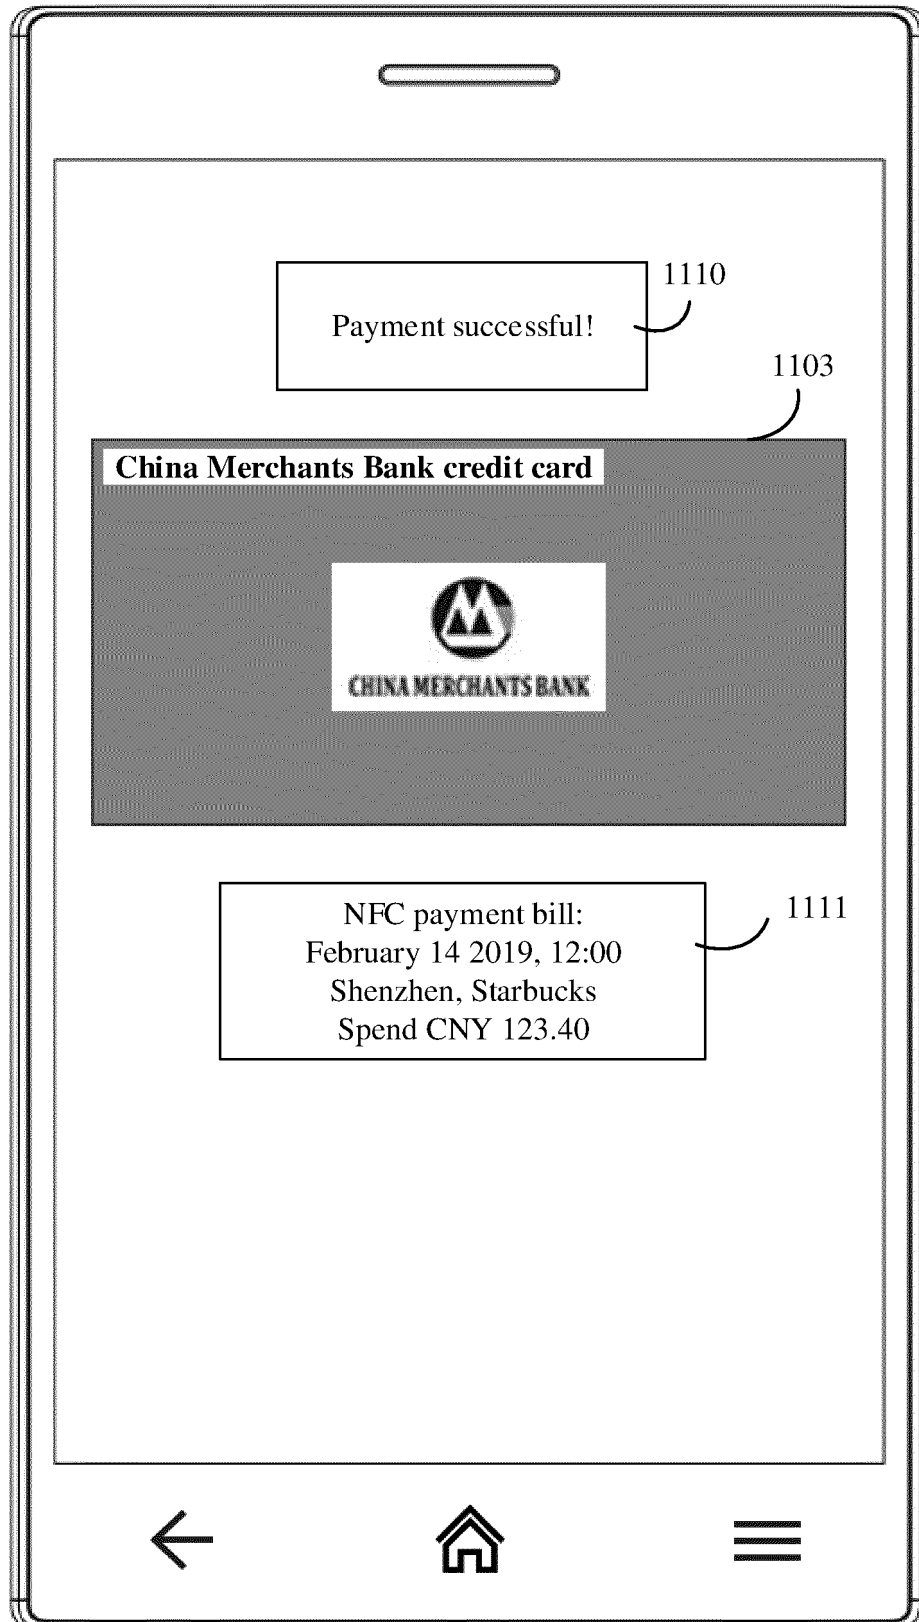 1110
Payment successful!
1103
China Merchants Bank credit card
CHINA MERCHANTS BANK
NFC payment bill:
1111
February 14 2019, 12:00
Shenzhen, Starbucks
Spend CNY 123.40